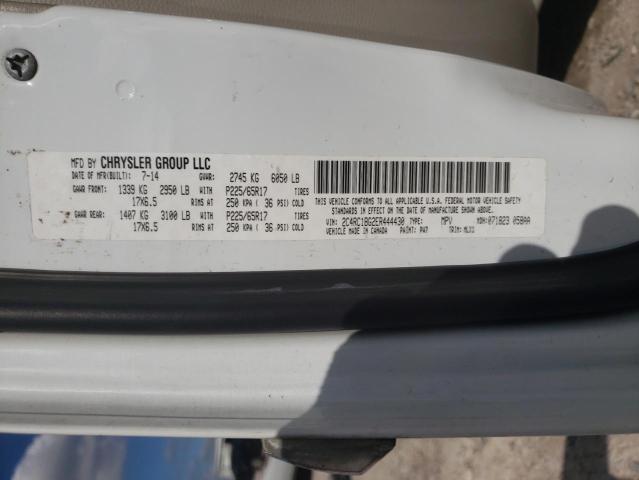 MFD BY CHRYSLER GROUP LLC
DATE OF MFR(BUILT): 7-14 GVWR: 2745 KG 6050 LB
GAWR FRONT: 1339 KG 2950 LB WITH P225/65R17 TIRES
17X6.5 RIMS AT 250 KPA ( 36 PSI) COLD
GAWR REAR: 1407 KG 3100 LB WITH P225/65R17 TIRES
17X6.5 RIMS AT 250 KPA ( 36 PSI) COLD
THIS VEHICLE CONFORMS TO ALL APPLICABLE U.S.A. FEDERAL MOTOR VEHICLE SAFETY
STANDARDS IN EFFECT ON THE DATE OF MANUFACTURE SHOWN ABOVE.
VIN: 2C4RC1BG2ER444430 TYPE: MPV MDH: 071823 058AA
VEHICLE MADE IN CANADA PAINT: PW7 TRIM: